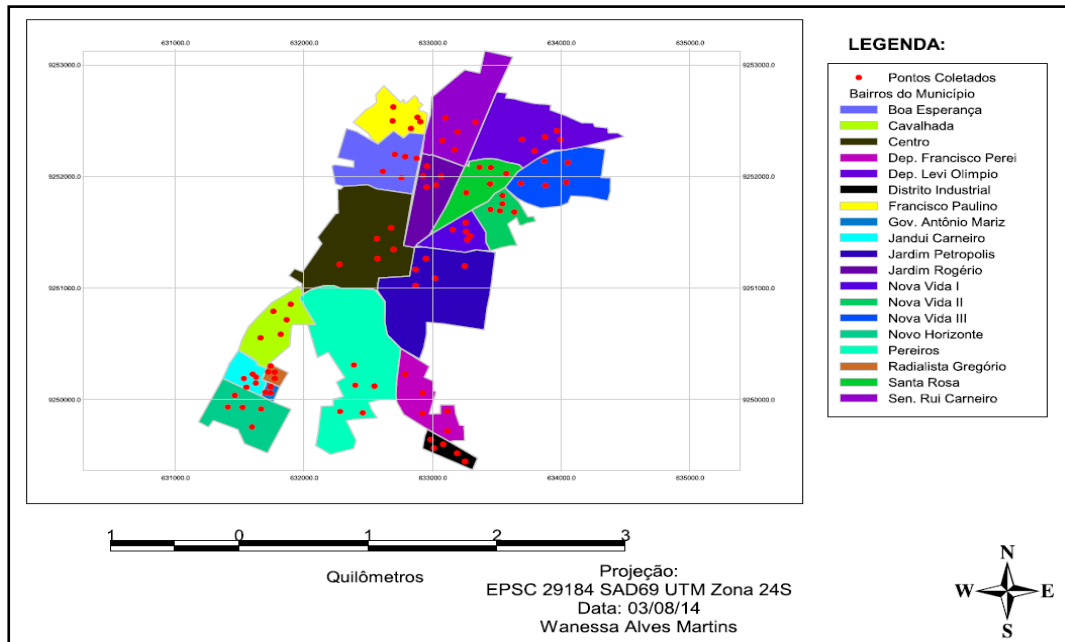 631000.0 632000.0 633000.0 634000.0 635000.0
9253000.0 9253000.0
9252000.0 9252000.0
9251000.0 9251000.0
9250000.0 9250000.0
631000.0 632000.0 633000.0 634000.0 635000.0
LEGENDA:
Pontos Coletados
Bairros do Município
Boa Esperança
Cavalhada
Centro
Dep. Francisco Perei
Dep. Levi Olimpio
Distrito Industrial
Francisco Paulino
Gov. Antônio Mariz
Jandui Carneiro
Jardim Petropolis
Jardim Rogério
Nova Vida I
Nova Vida II
Nova Vida III
Novo Horizonte
Pereiros
Radialista Gregório
Santa Rosa
Sen. Rui Carneiro
1 0 1 2 3
Quilômetros
Projeção:
EPSC 29184 SAD69 UTM Zona 24S
Data: 03/08/14
Wanessa Alves Martins
N
W E
S